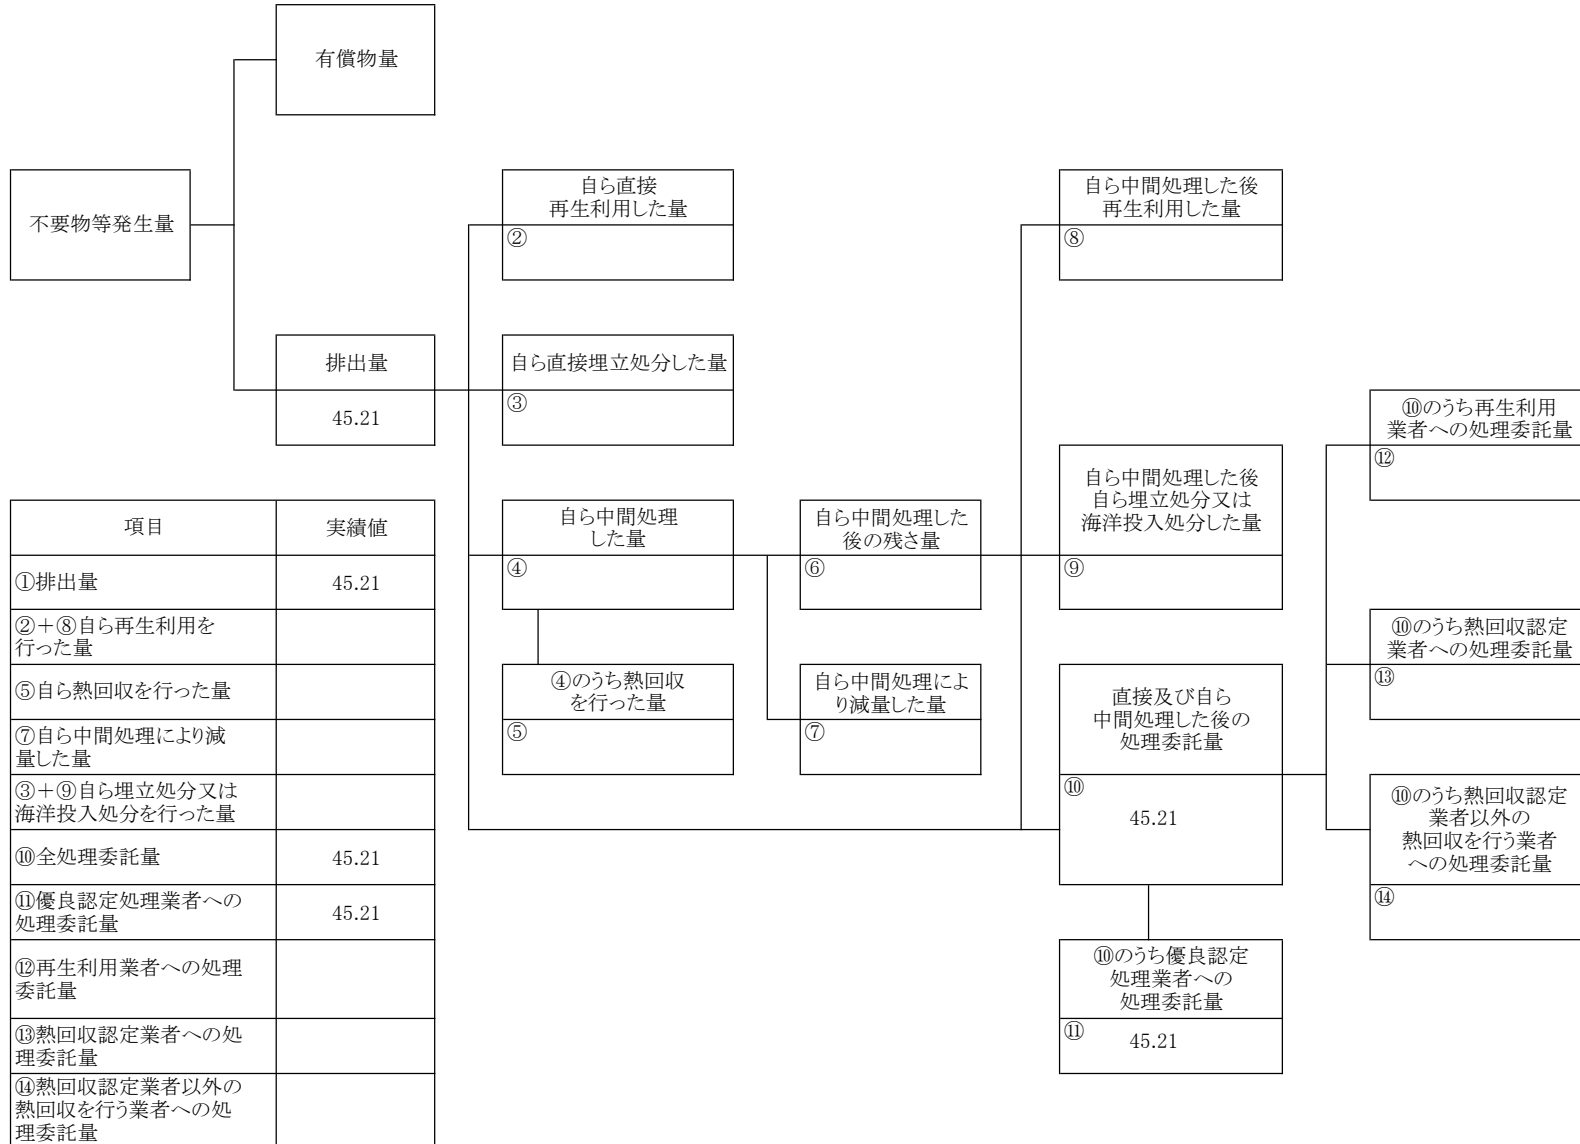 有償物量
不要物等発生量
自ら直接
再生利用した量
②
自ら中間処理した後
再生利用した量
⑧
排出量
45.21
自ら直接埋立処分した量
③
⑩のうち再生利用
業者への処理委託量
⑫
自ら中間処理した後
自ら埋立処分又は
海洋投入処分した量
⑨
自ら中間処理
した量
④
自ら中間処理した
後の残さ量
⑥
⑩のうち熱回収認定
業者への処理委託量
⑬
④のうち熱回収
を行った量
⑤
自ら中間処理によ
り減量した量
⑦
直接及び自ら
中間処理した後の
処理委託量
⑩
45.21
⑩のうち熱回収認定
業者以外の
熱回収を行う業者
への処理委託量
⑭
⑩のうち優良認定
処理業者への
処理委託量
⑪
45.21
項目 実績値
①排出量 45.21
②+⑧自ら再生利用を
行った量
⑤自ら熱回収を行った量
⑦自ら中間処理により減
量した量
③+⑨自ら埋立処分又は
海洋投入処分を行った量
⑩全処理委託量 45.21
⑪優良認定処理業者への
処理委託量 45.21
⑫再生利用業者への処理
委託量
⑬熱回収認定業者への処
理委託量
⑭熱回収認定業者以外の
熱回収を行う業者への処
理委託量